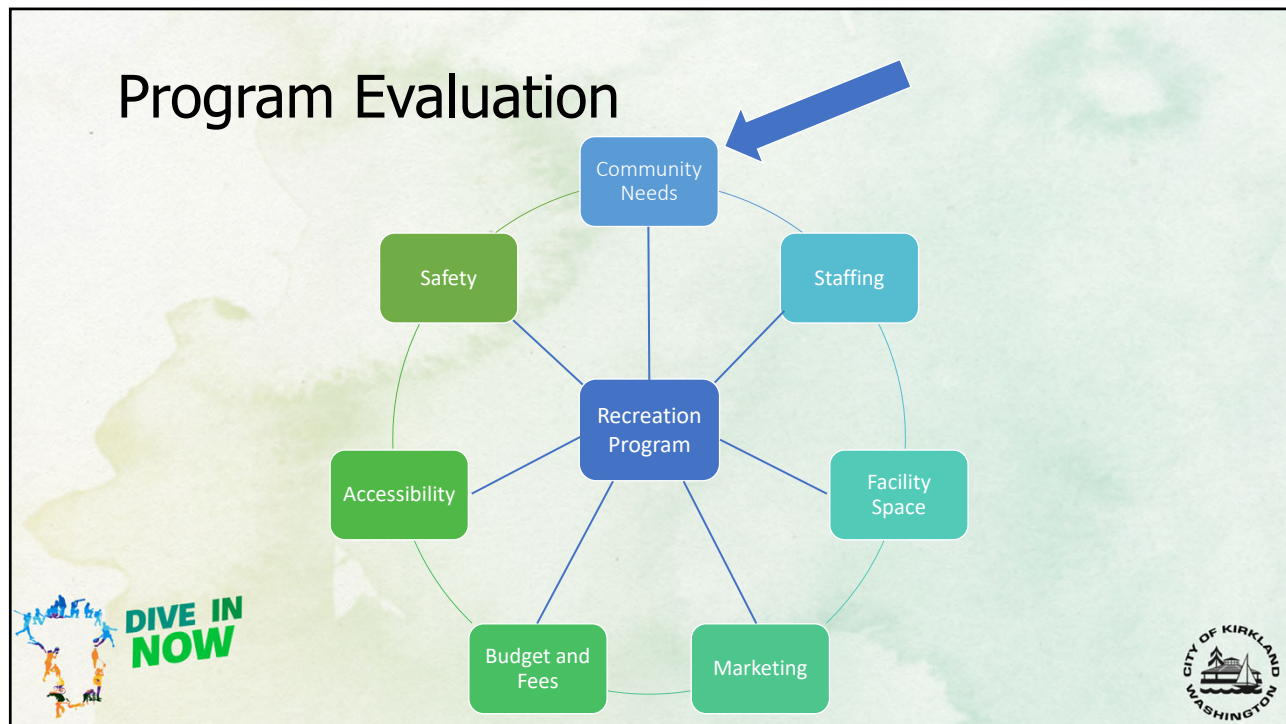 Program Evaluation
Community
Needs
Staffing
Facility
Space
Marketing
Budget and
Fees
Accessibility
Safety
Recreation
Program
DIVE IN
NOW
CITY OF KIRKLAND
WASHINGTON